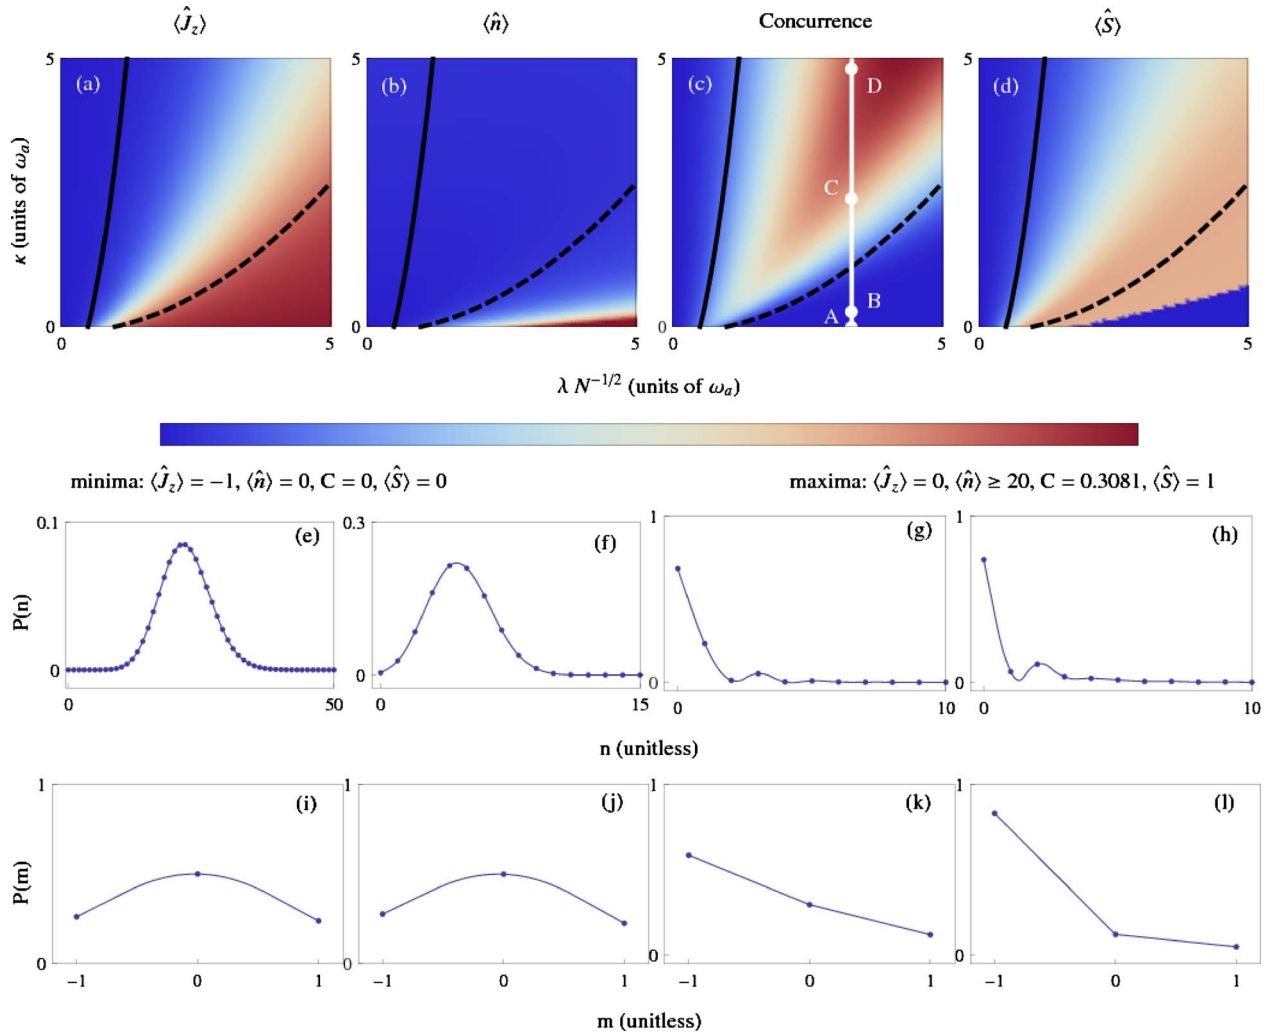 ⟨Ĵz⟩ ⟨n̂⟩ Concurrence ⟨Ŝ⟩
5 (a) 5 (b) 5 (c) D 5 (d)
C
B
A
κ (units of ωa)
0 0 0 0
0 5 0 5 0 5 0 5
λ N^−1/2 (units of ωa)
minima: ⟨Ĵz⟩ = −1, ⟨n̂⟩ = 0, C = 0, ⟨Ŝ⟩ = 0 maxima: ⟨Ĵz⟩ = 0, ⟨n̂⟩ ≥ 20, C = 0.3081, ⟨Ŝ⟩ = 1
0.1 (e) 0.3 (f) 1 (g) 1 (h)
P(n)
0 0 0 0
0 50 0 15 0 10 0 10
n (unitless)
1 (i) 1 (j) 1 (k) 1 (l)
P(m)
0 0 0 0
−1 0 1 −1 0 1 −1 0 1 −1 0 1
m (unitless)